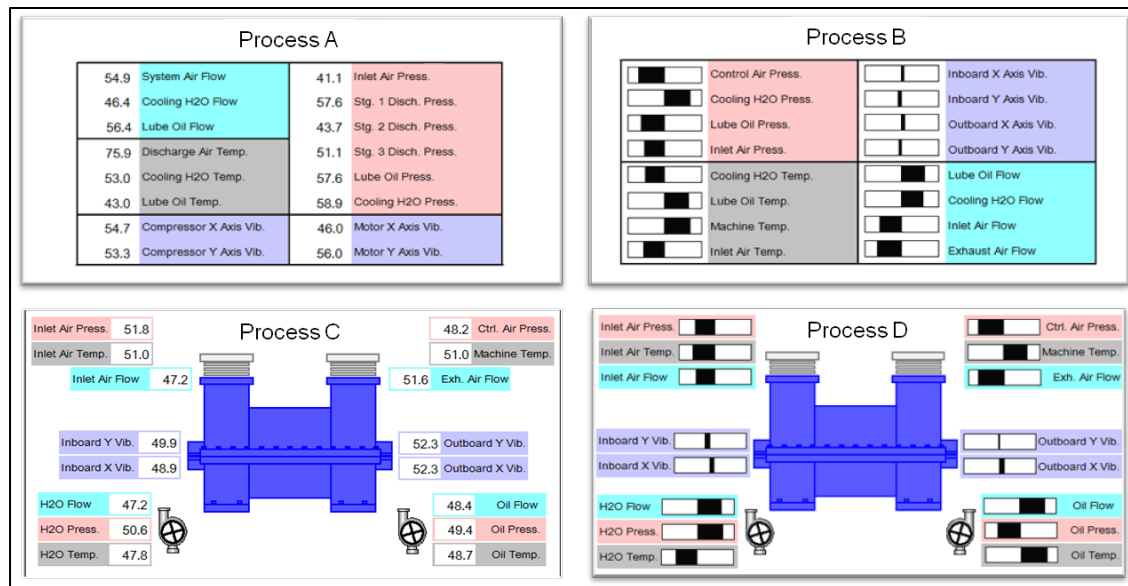 Process A
54.9 System Air Flow 41.1 Inlet Air Press.
46.4 Cooling H2O Flow 57.6 Stg. 1 Disch. Press.
56.4 Lube Oil Flow 43.7 Stg. 2 Disch. Press.
75.9 Discharge Air Temp. 51.1 Stg. 3 Disch. Press.
53.0 Cooling H2O Temp. 57.6 Lube Oil Press.
43.0 Lube Oil Temp. 58.9 Cooling H2O Press.
54.7 Compressor X Axis Vib. 46.0 Motor X Axis Vib.
53.3 Compressor Y Axis Vib. 56.0 Motor Y Axis Vib.
Process B
Control Air Press. Inboard X Axis Vib.
Cooling H2O Press. Inboard Y Axis Vib.
Lube Oil Press. Outboard X Axis Vib.
Inlet Air Press. Outboard Y Axis Vib.
Cooling H2O Temp. Lube Oil Flow
Lube Oil Temp. Cooling H2O Flow
Machine Temp. Inlet Air Flow
Inlet Air Temp. Exhaust Air Flow
Process C
Inlet Air Press. 51.8 48.2 Ctrl. Air Press.
Inlet Air Temp. 51.0 51.0 Machine Temp.
Inlet Air Flow 47.2 51.6 Exh. Air Flow
Inboard Y Vib. 49.9 52.3 Outboard Y Vib.
Inboard X Vib. 48.9 52.3 Outboard X Vib.
H2O Flow 47.2 48.4 Oil Flow
H2O Press. 50.6 49.4 Oil Press.
H2O Temp. 47.8 48.7 Oil Temp.
Process D
Inlet Air Press. Ctrl. Air Press.
Inlet Air Temp. Machine Temp.
Inlet Air Flow Exh. Air Flow
Inboard Y Vib. Outboard Y Vib.
Inboard X Vib. Outboard X Vib.
H2O Flow Oil Flow
H2O Press. Oil Press.
H2O Temp. Oil Temp.